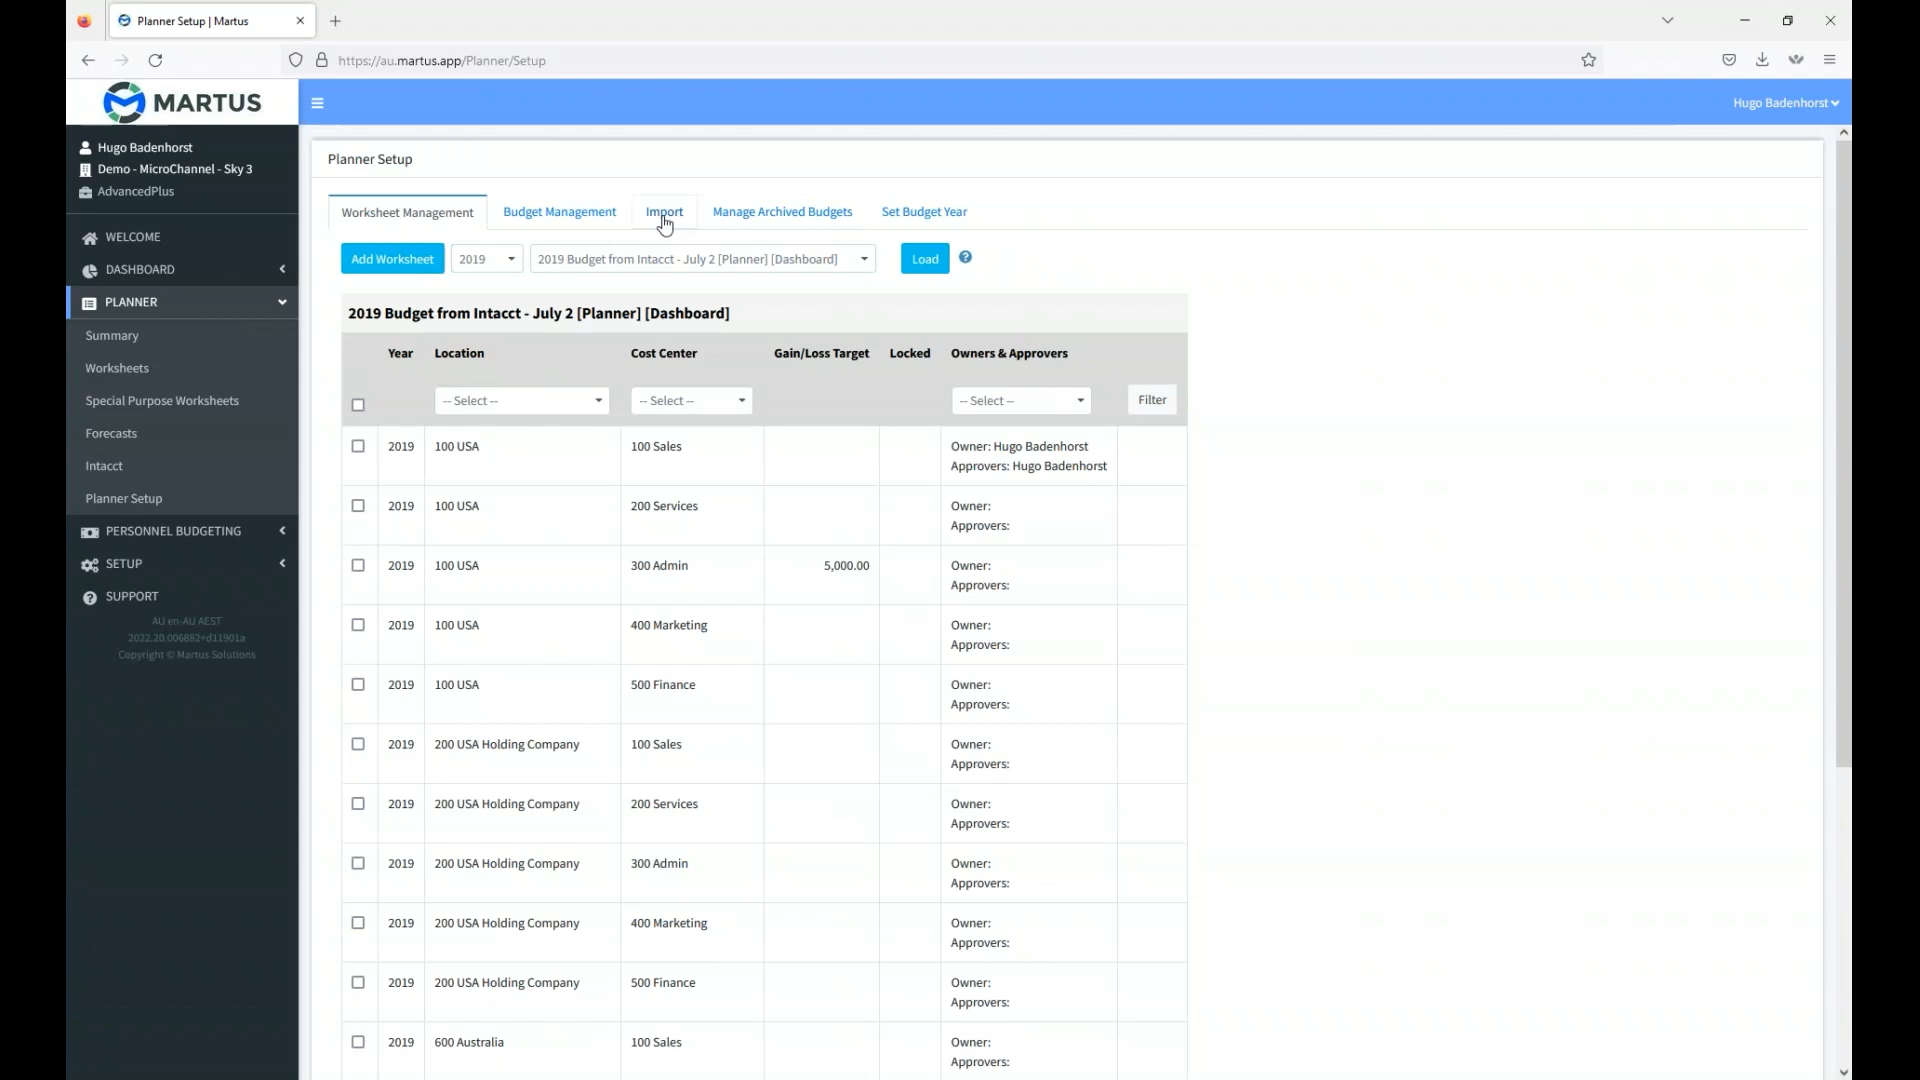 Planner Setup | Martus
https://au.martus.app/Planner/Setup
MARTUS
Hugo Badenhorst
Hugo Badenhorst
Demo - MicroChannel - Sky 3
AdvancedPlus
WELCOME
DASHBOARD
PLANNER
Summary
Worksheets
Special Purpose Worksheets
Forecasts
Intacct
Planner Setup
PERSONNEL BUDGETING
SETUP
SUPPORT
AU en-AU AEST
2022.20.006882+d11901a
Copyright © Martus Solutions
Planner Setup
Worksheet Management Budget Management Import Manage Archived Budgets Set Budget Year
Add Worksheet 2019 2019 Budget from Intacct - July 2 [Planner] [Dashboard] Load
2019 Budget from Intacct - July 2 [Planner] [Dashboard]
Year Location Cost Center Gain/Loss Target Locked Owners & Approvers
-- Select -- -- Select -- -- Select -- Filter
2019 100 USA 100 Sales Owner: Hugo Badenhorst
Approvers: Hugo Badenhorst
2019 100 USA 200 Services Owner:
Approvers:
2019 100 USA 300 Admin 5,000.00 Owner:
Approvers:
2019 100 USA 400 Marketing Owner:
Approvers:
2019 100 USA 500 Finance Owner:
Approvers:
2019 200 USA Holding Company 100 Sales Owner:
Approvers:
2019 200 USA Holding Company 200 Services Owner:
Approvers:
2019 200 USA Holding Company 300 Admin Owner:
Approvers:
2019 200 USA Holding Company 400 Marketing Owner:
Approvers:
2019 200 USA Holding Company 500 Finance Owner:
Approvers:
2019 600 Australia 100 Sales Owner:
Approvers: